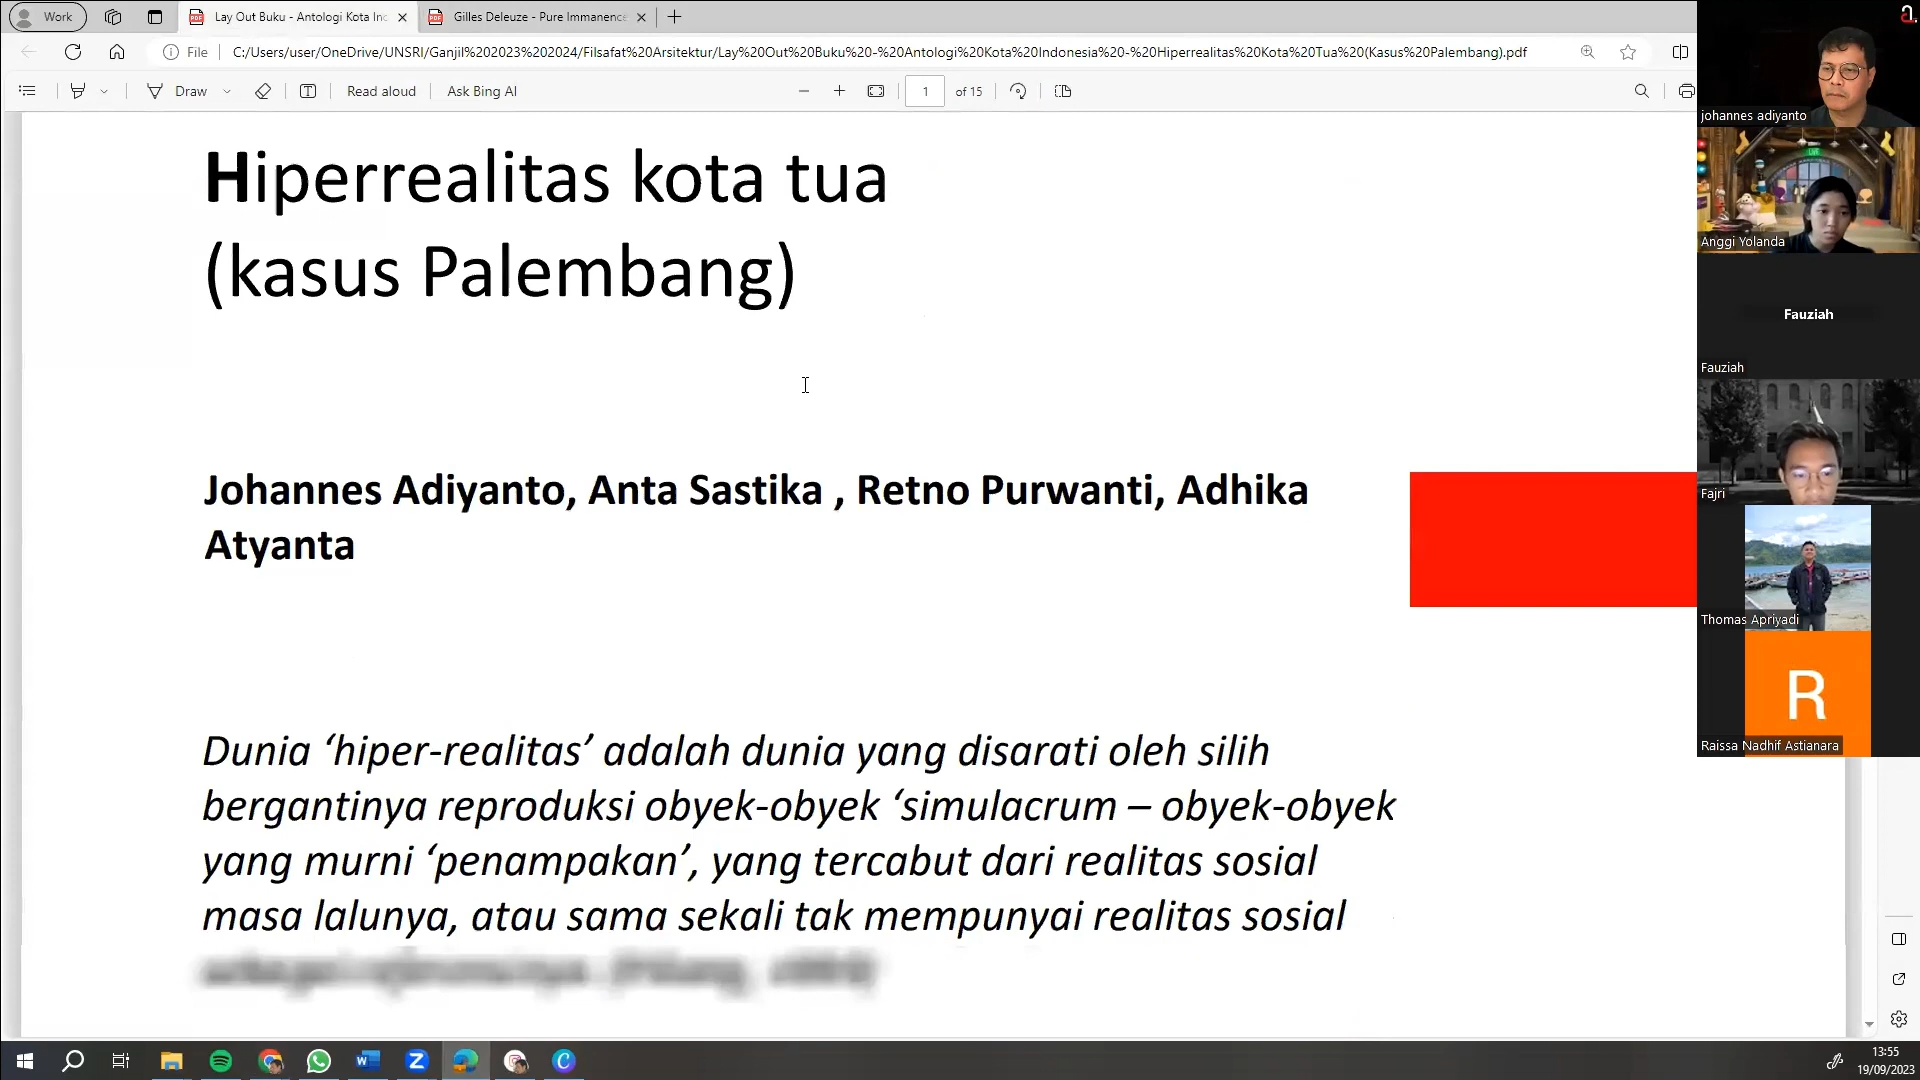 Work
Lay Out Buku - Antologi Kota Inc
Gilles Deleuze - Pure Immanence
File
C:/Users/user/OneDrive/UNSRI/Ganjil%202023%202024/Filsafat%20Arsitektur/Lay%20Out%20Buku%20-%20Antologi%20Kota%20Indonesia%20-%20Hiperrealitas%20Kota%20Tua%20(Kasus%20Palembang).pdf
Draw
Read aloud
Ask Bing AI
1
of 15
Hiperrealitas kota tua
(kasus Palembang)
Johannes Adiyanto, Anta Sastika , Retno Purwanti, Adhika
Atyanta
Dunia ‘hiper-realitas’ adalah dunia yang disarati oleh silih
bergantinya reproduksi obyek-obyek ‘simulacrum – obyek-obyek
yang murni ‘penampakan’, yang tercabut dari realitas sosial
masa lalunya, atau sama sekali tak mempunyai realitas sosial
johannes adiyanto
Anggi Yolanda
Fauziah
Fauziah
Fajri
Thomas Apriyadi
R
Raissa Nadhif Astianara
13:55
19/09/2023